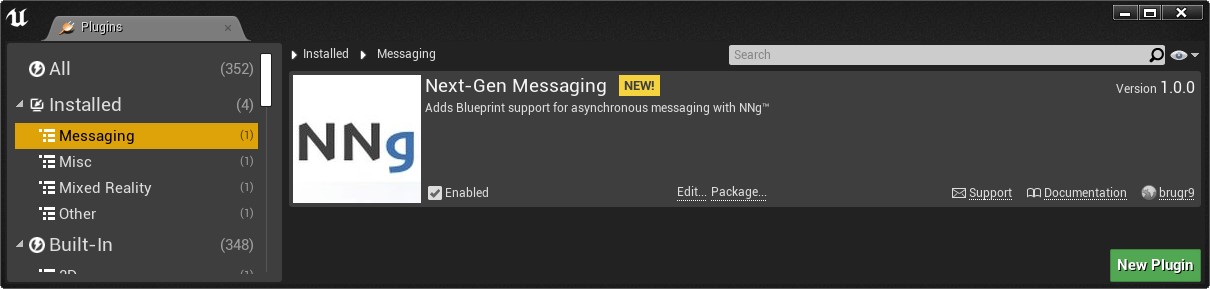 Plugins
All (352)
Installed (4)
Messaging (1)
Misc (1)
Mixed Reality (1)
Other (1)
Built-In (348)
Installed Messaging
Search
NNg
Next-Gen Messaging NEW! Version 1.0.0
Adds Blueprint support for asynchronous messaging with NNg™
Enabled Edit... Package... Support Documentation brugr9
New Plugin